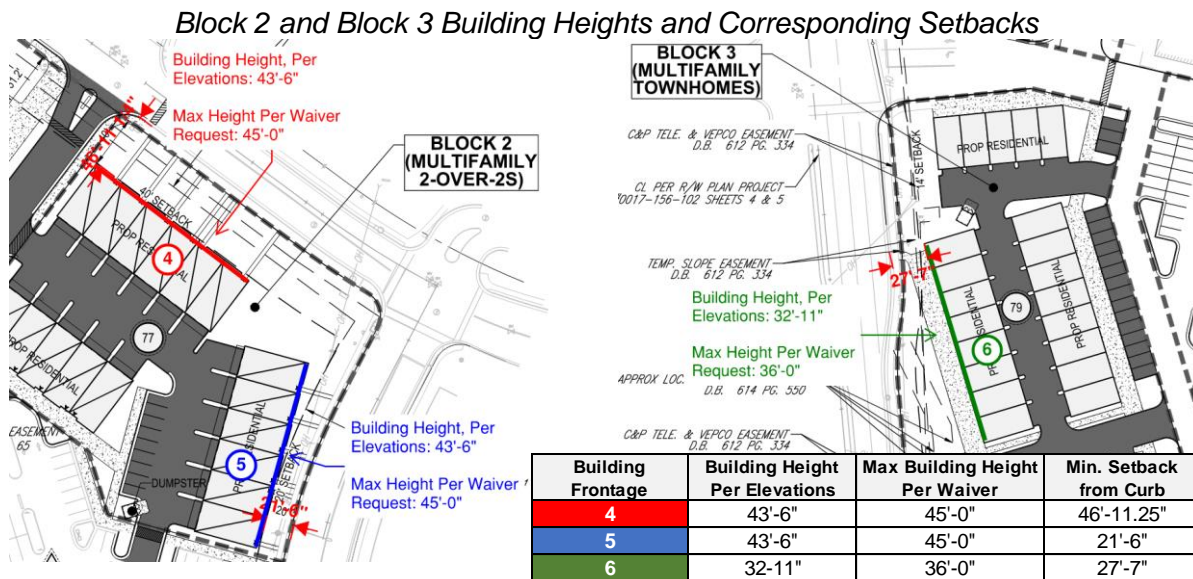 Block 2 and Block 3 Building Heights and Corresponding Setbacks
Building Height, Per
Elevations: 43'-6"
Max Height Per Waiver
Request: 45'-0"
BLOCK 2
(MULTIFAMILY
2-OVER-2S)
40' SETBACK
PROP RESIDENTIAL
4
77
PROP RESIDENTIAL
EASEMENT
65
DUMPSTER
5
20' SETBACK
21'-6"
Building Height, Per
Elevations: 43'-6"
Max Height Per Waiver
Request: 45'-0"
BLOCK 3
(MULTIFAMILY
TOWNHOMES)
C&P TELE. & VEPCO EASEMENT
D.B. 612 PG. 334
14' SETBACK
PROP RESIDENTIAL
CL PER R/W PLAN PROJECT
"0017-156-102 SHEETS 4 & 5
TEMP. SLOPE EASEMENT
D.B. 612 PG. 334
27'-7"
Building Height, Per
Elevations: 32'-11"
Max Height Per Waiver
Request: 36'-0"
6
79
PROP RESIDENTIAL
APPROX LOC.
D.B. 614 PG. 550
C&P TELE. & VEPCO EASEMENT
D.B. 612 PG. 334
Building Frontage Building Height Per Elevations Max Building Height Per Waiver Min. Setback from Curb
4 43'-6" 45'-0" 46'-11.25"
5 43'-6" 45'-0" 21'-6"
6 32-11" 36'-0" 27'-7"